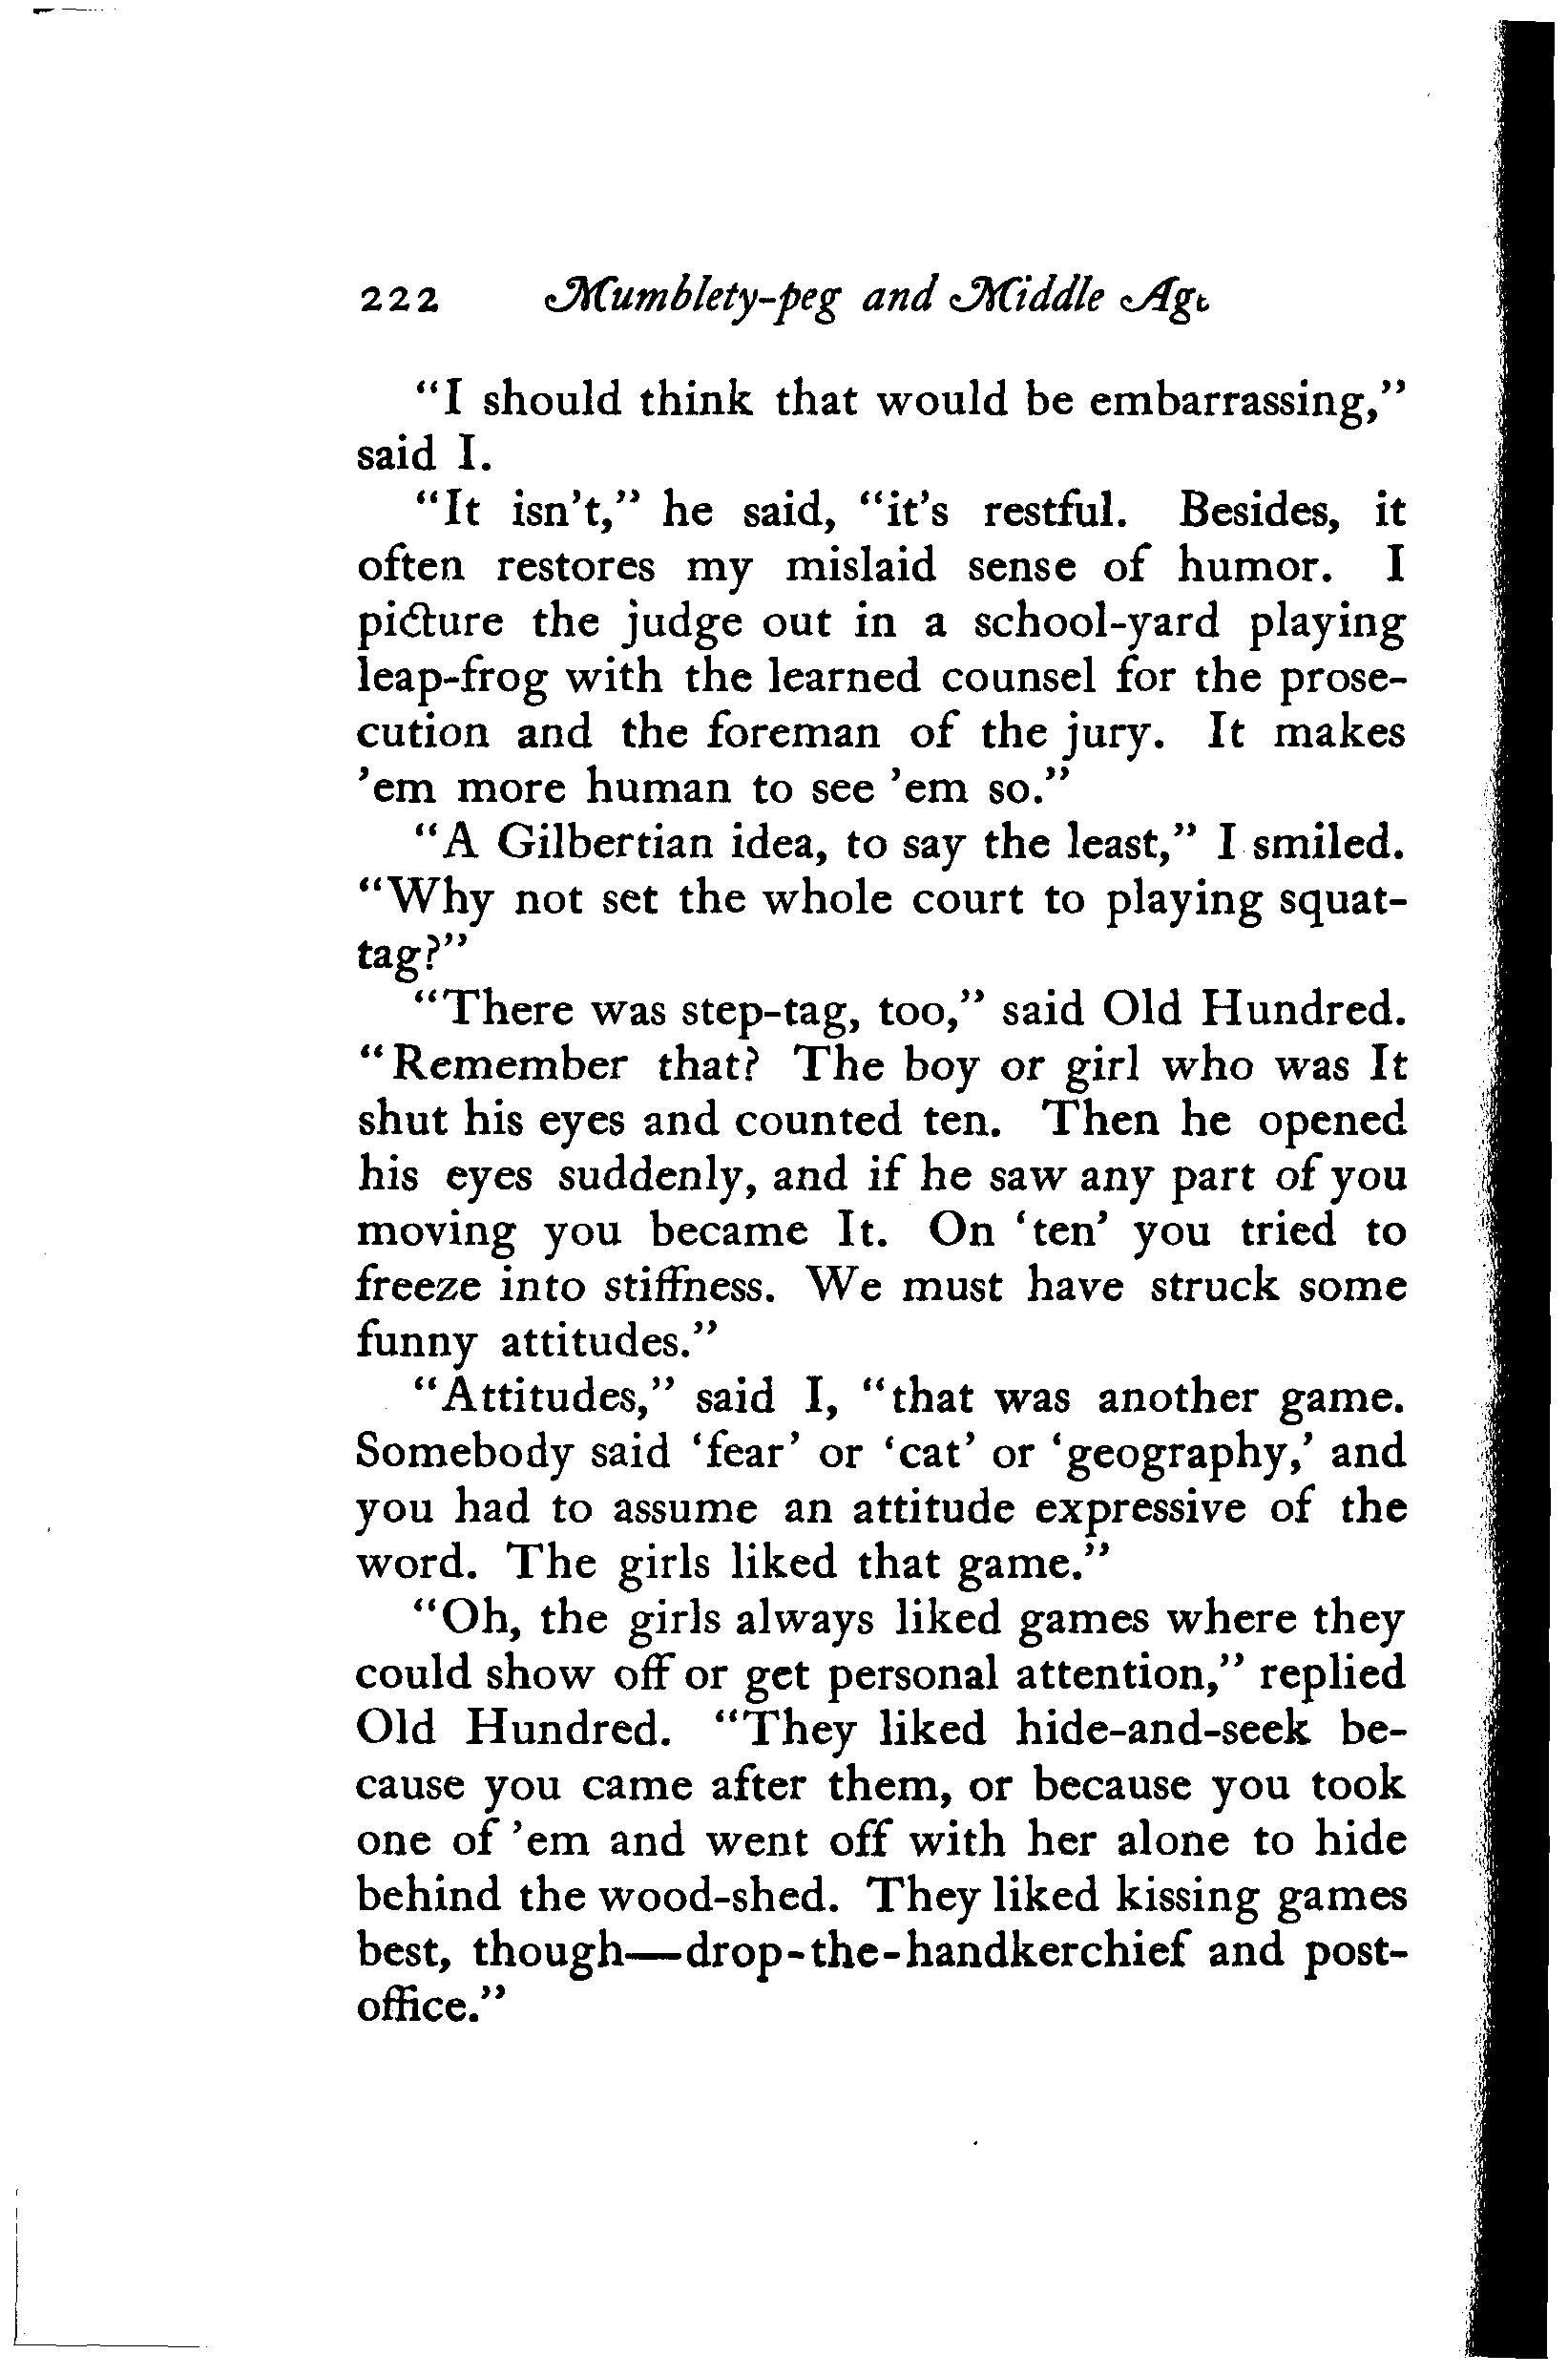 222 Mumblety-peg and Middle Age
"I should think that would be embarrassing,"
said I.
"It isn't," he said, "it's restful. Besides, it
often restores my mislaid sense of humor. I
picture the judge out in a school-yard playing
leap-frog with the learned counsel for the prose-
cution and the foreman of the jury. It makes
'em more human to see 'em so."
"A Gilbertian idea, to say the least," I smiled.
"Why not set the whole court to playing squat-
tag?"
"There was step-tag, too," said Old Hundred.
"Remember that? The boy or girl who was It
shut his eyes and counted ten. Then he opened
his eyes suddenly, and if he saw any part of you
moving you became It. On 'ten' you tried to
freeze into stiffness. We must have struck some
funny attitudes."
"Attitudes," said I, "that was another game.
Somebody said 'fear' or 'cat' or 'geography,' and
you had to assume an attitude expressive of the
word. The girls liked that game."
"Oh, the girls always liked games where they
could show off or get personal attention," replied
Old Hundred. "They liked hide-and-seek be-
cause you came after them, or because you took
one of 'em and went off with her alone to hide
behind the wood-shed. They liked kissing games
best, though—drop-the-handkerchief and post-
office."